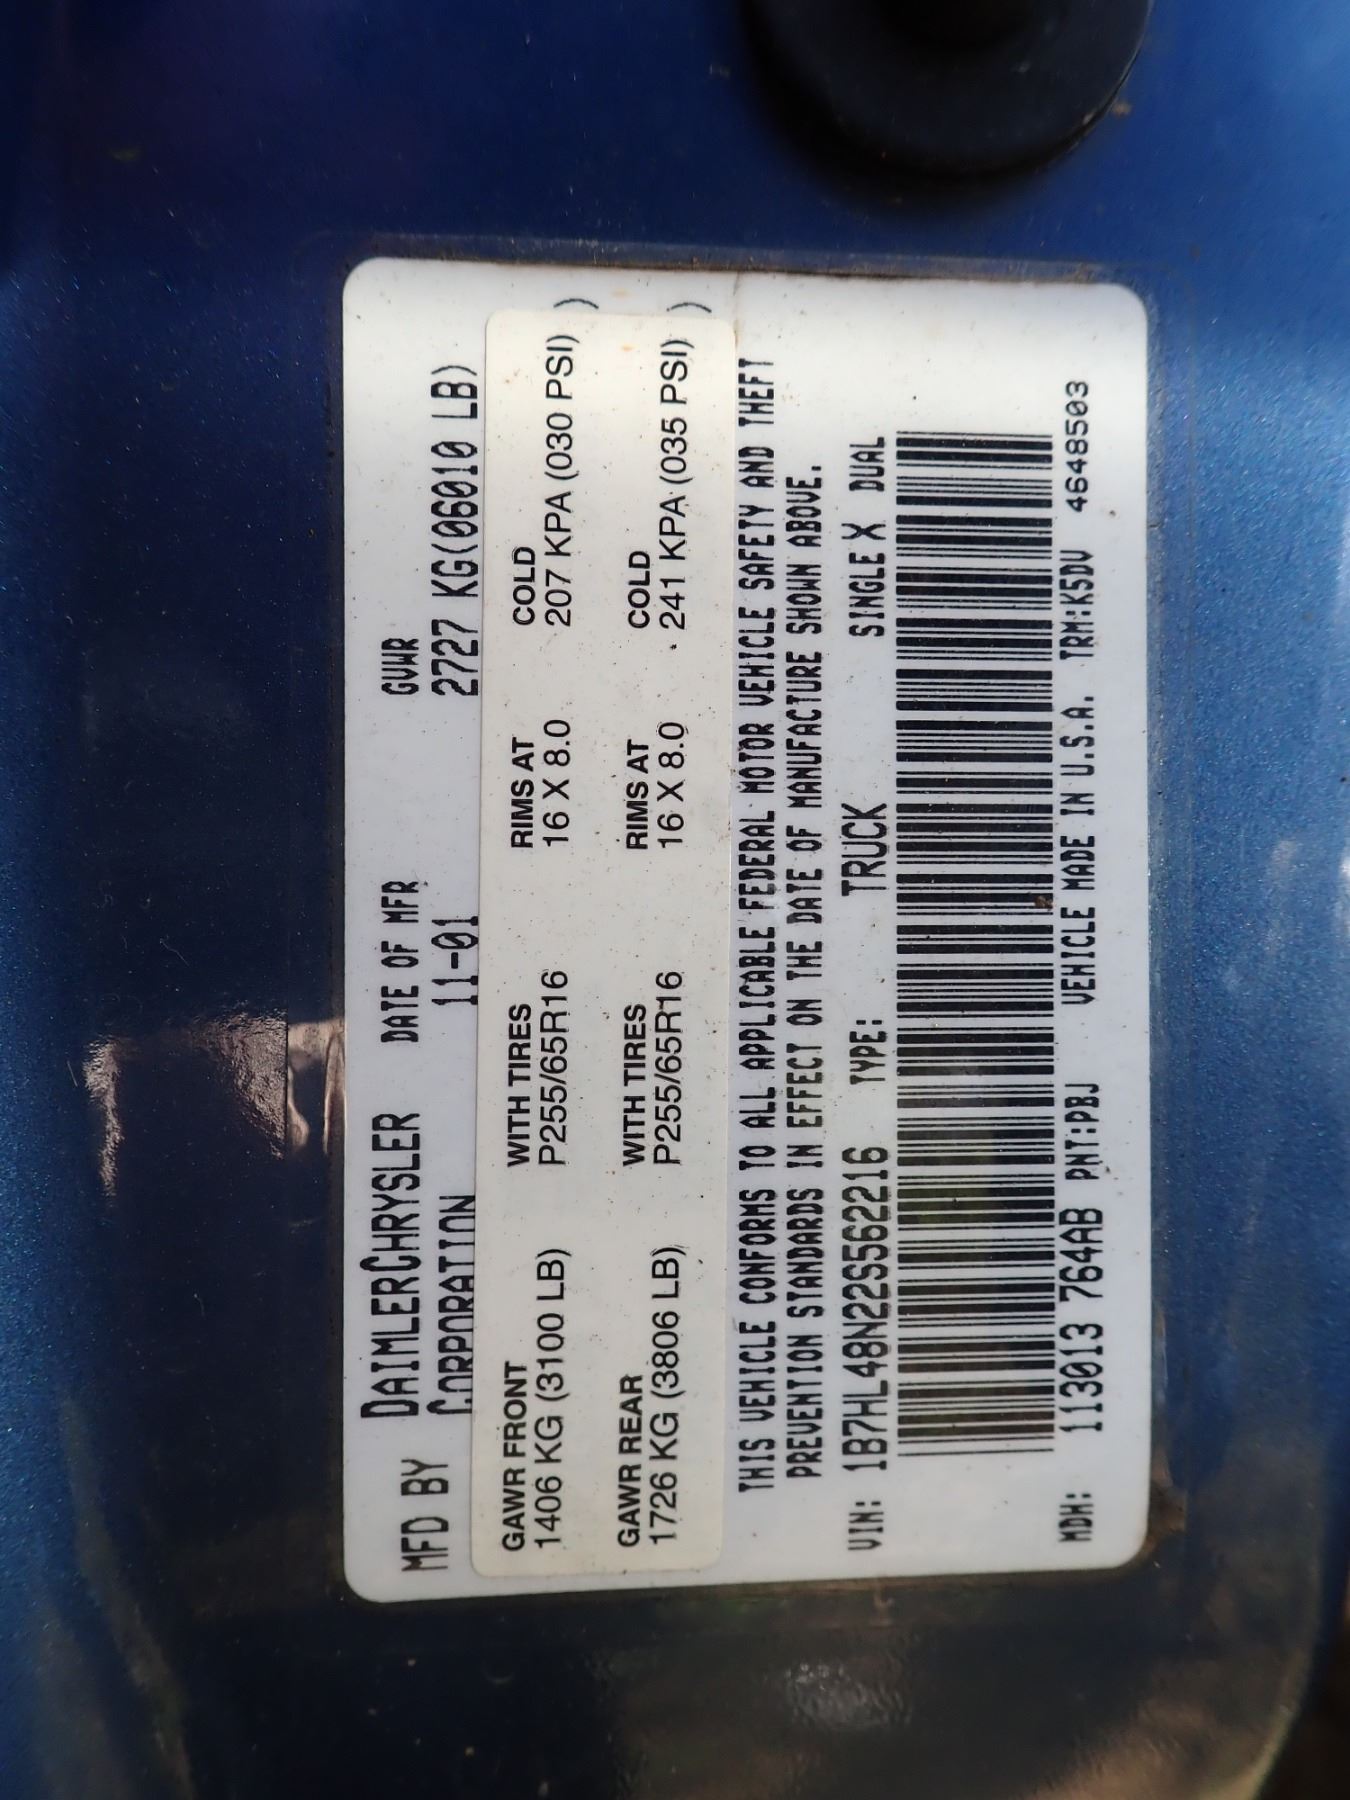 MFD BY DAIMLERCHRYSLER DATE OF MFR GVWR
CORPORATION 11-01 2727 KG(06010 LB)
GAWR FRONT WITH TIRES RIMS AT COLD
1406 KG (3100 LB) P255/65R16 16 X 8.0 207 KPA (030 PSI) )
GAWR REAR WITH TIRES RIMS AT COLD
1726 KG (3806 LB) P255/65R16 16 X 8.0 241 KPA (035 PSI) )
THIS VEHICLE CONFORMS TO ALL APPLICABLE FEDERAL MOTOR VEHICLE SAFETY AND THEFT
PREVENTION STANDARDS IN EFFECT ON THE DATE OF MANUFACTURE SHOWN ABOVE.
VIN: 1B7HL48N22S562216 TYPE: TRUCK SINGLE X DUAL
MDH: 113013 764AB PNT:PBJ VEHICLE MADE IN U.S.A. TRM:K5DV 4648503